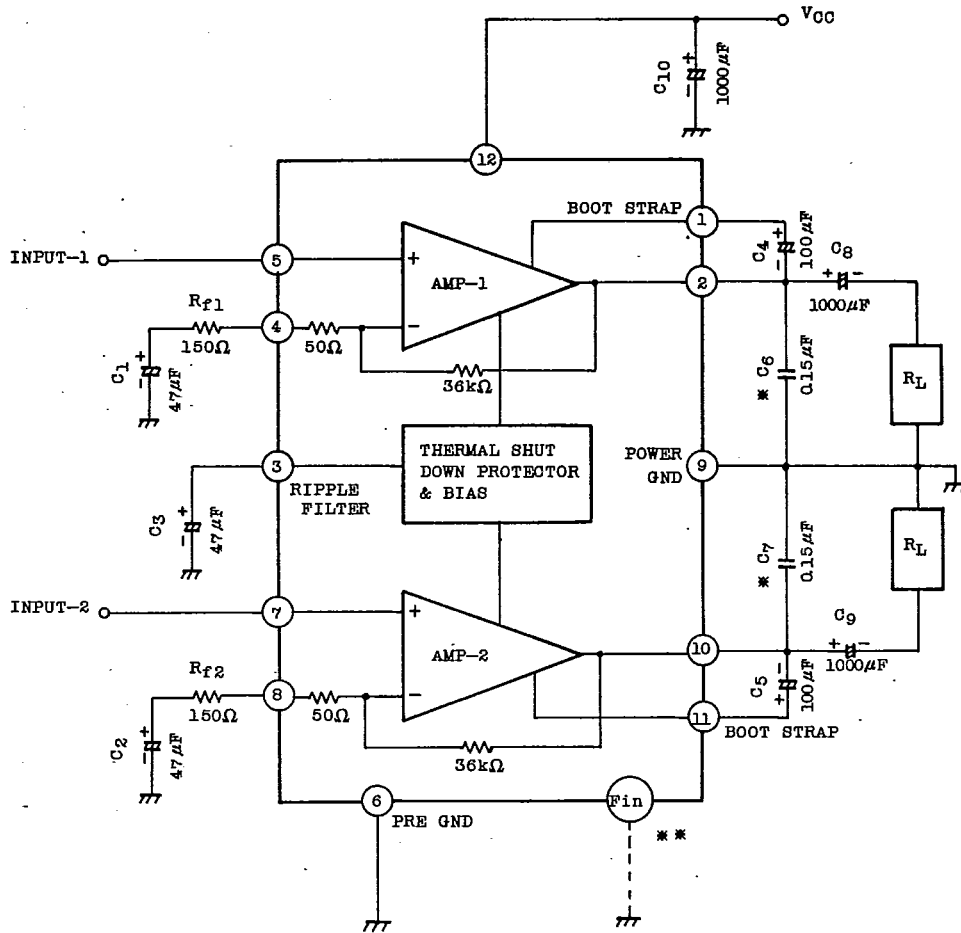 VCC
C10
+
-
1000μF
12
BOOT STRAP
1
C4
+
-
100μF
C8
INPUT-1
5
+
AMP-1
-
2
+ -
1000μF
Rf1
150Ω
4
50Ω
36kΩ
C1
+
-
47μF
* C6
0.15μF
RL
3
RIPPLE
FILTER
THERMAL SHUT
DOWN PROTECTOR
& BIAS
POWER
GND
9
C3
+
-
47μF
* C7
0.15μF
RL
INPUT-2
7
+
AMP-2
-
10
C9
+ -
1000μF
Rf2
150Ω
8
50Ω
36kΩ
C5
-
+
100μF
11
BOOT STRAP
C2
+
-
47μF
6
PRE GND
Fin
* *